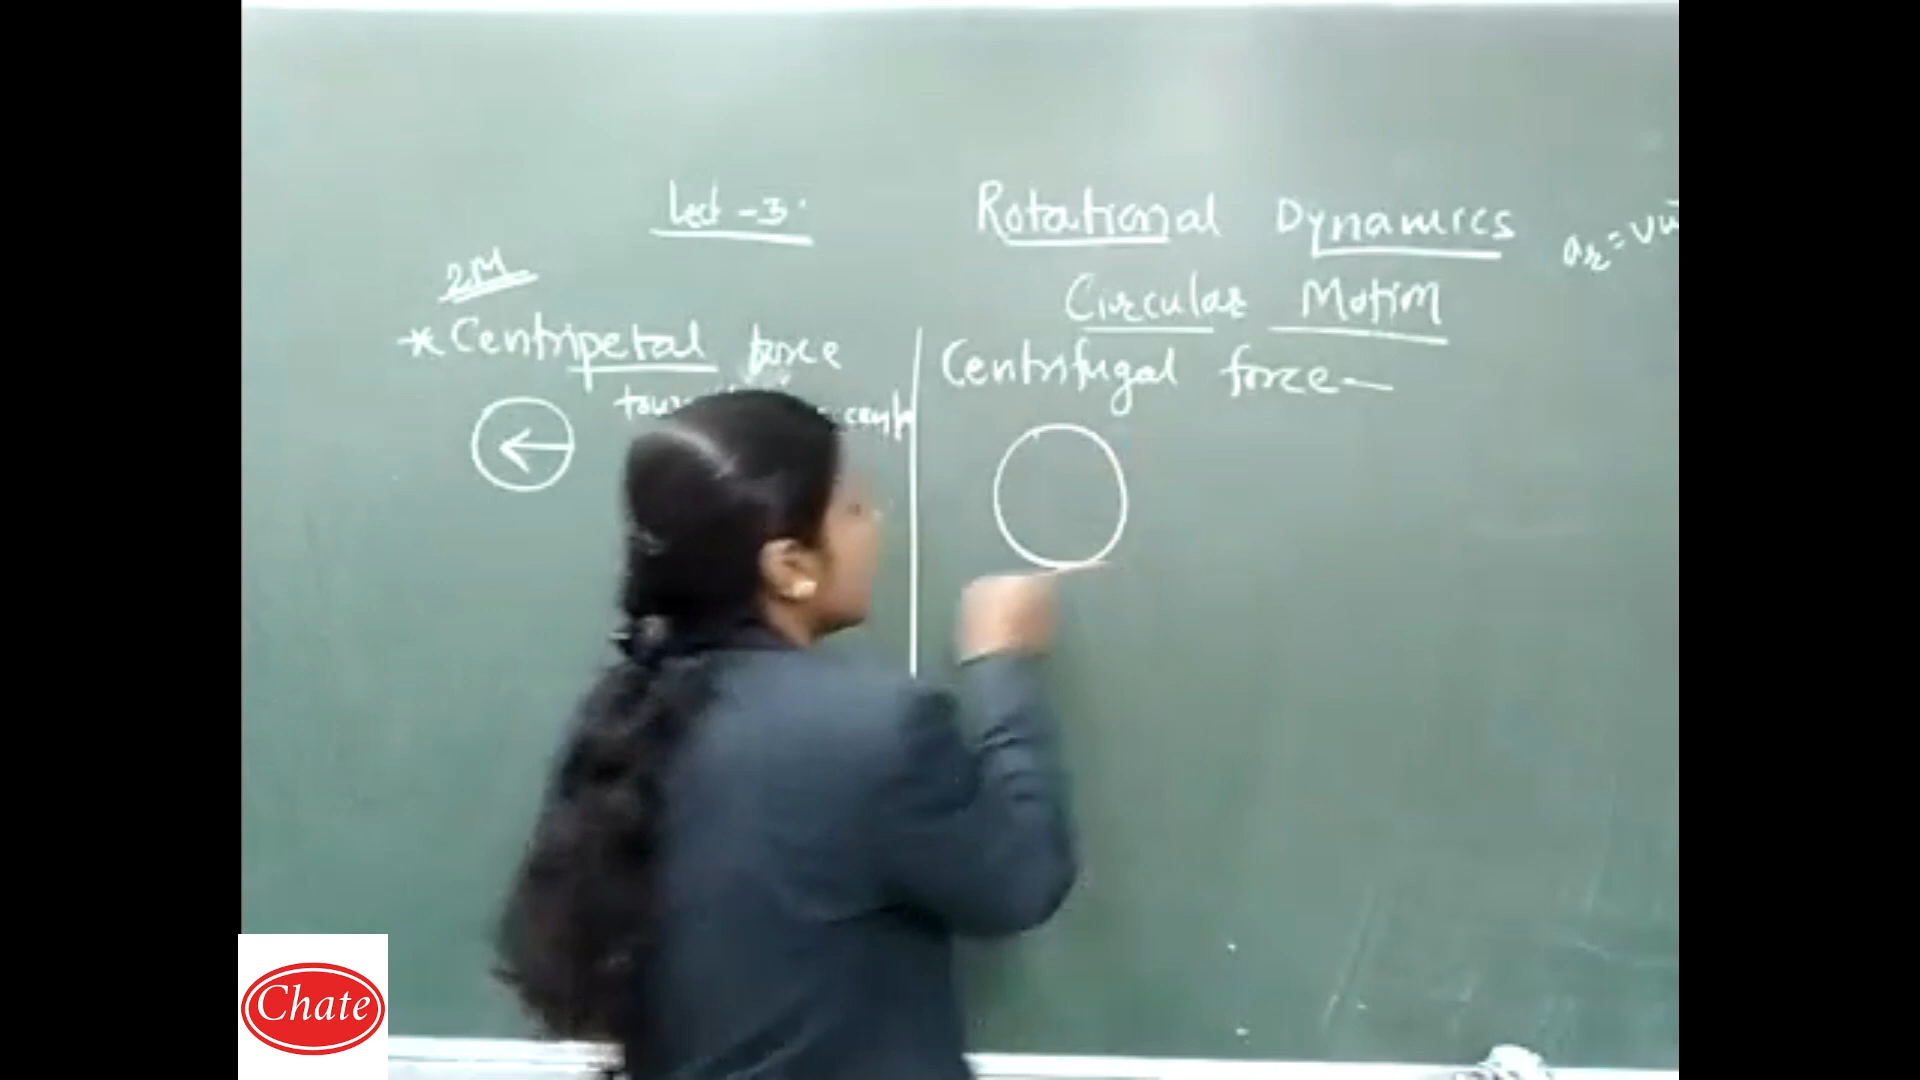 Lect - 3.
Rotational Dynamics
Circular Motion
2M
* Centripetal force
Centrifugal force —
Chate